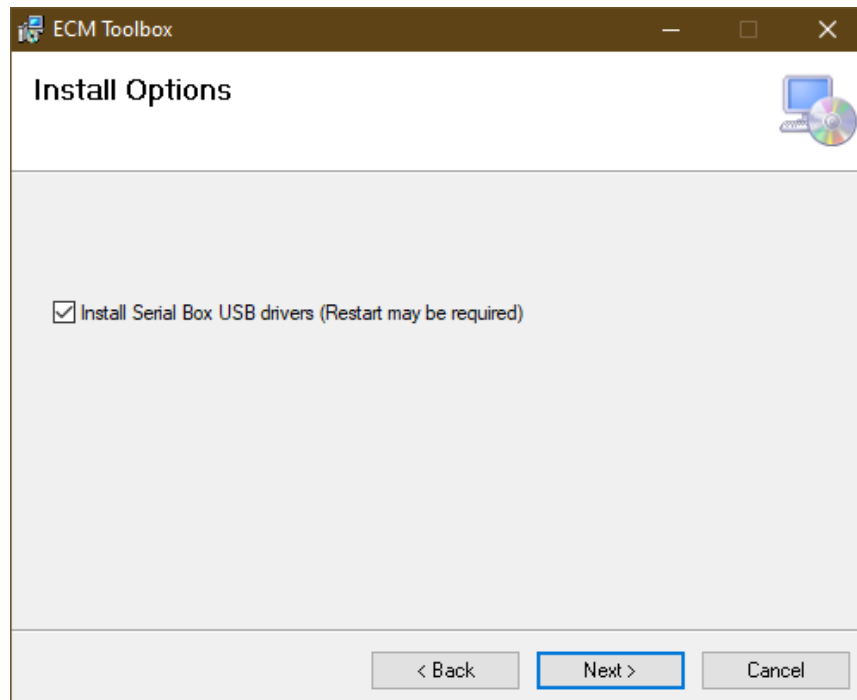 ECM Toolbox
Install Options
Install Serial Box USB drivers (Restart may be required)
< Back
Next >
Cancel